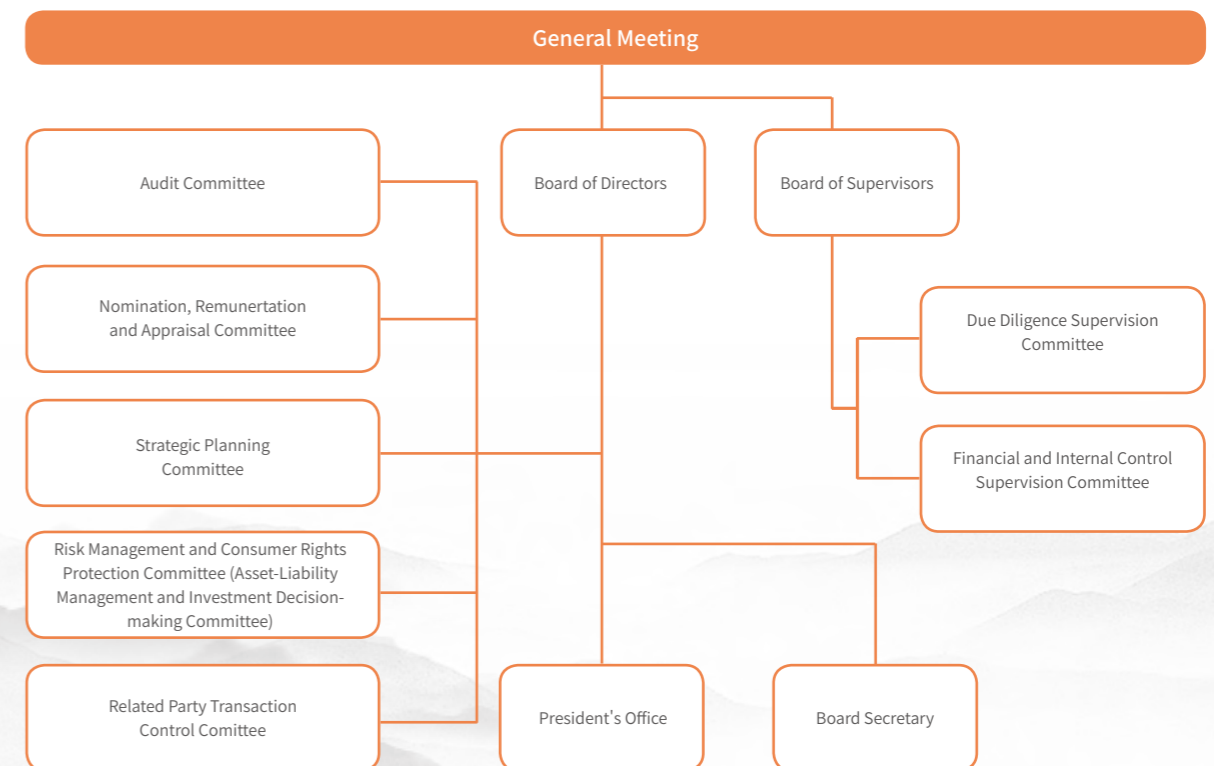 General Meeting
Audit Committee
Board of Directors
Board of Supervisors
Nomination, Remunertation
and Appraisal Committee
Due Diligence Supervision
Committee
Strategic Planning
Committee
Financial and Internal Control
Supervision Committee
Risk Management and Consumer Rights
Protection Committee (Asset-Liability
Management and Investment Decision-
making Committee)
Related Party Transaction
Control Comittee
President's Office
Board Secretary